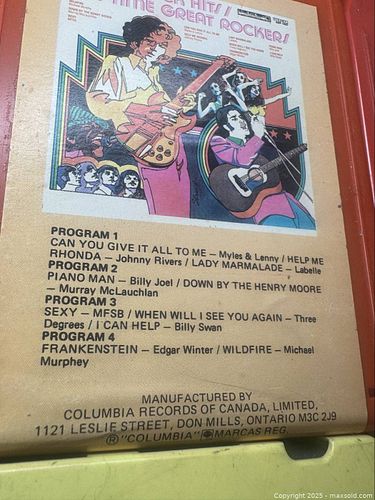 HITS/
NINE GREAT ROCKERS
PROGRAM 1
CAN YOU GIVE IT ALL TO ME — Myles & Lenny / HELP ME
RHONDA — Johnny Rivers / LADY MARMALADE — Labelle
PROGRAM 2
PIANO MAN — Billy Joel / DOWN BY THE HENRY MOORE
— Murray McLauchlan
PROGRAM 3
SEXY — MFSB / WHEN WILL I SEE YOU AGAIN — Three
Degrees / I CAN HELP — Billy Swan
PROGRAM 4
FRANKENSTEIN — Edgar Winter / WILDFIRE — Michael
Murphey
MANUFACTURED BY
COLUMBIA RECORDS OF CANADA, LIMITED,
1121 LESLIE STREET, DON MILLS, ONTARIO M3C 2J9
® "COLUMBIA" MARCAS REG.
Copyright © 2025 - maxsold.com